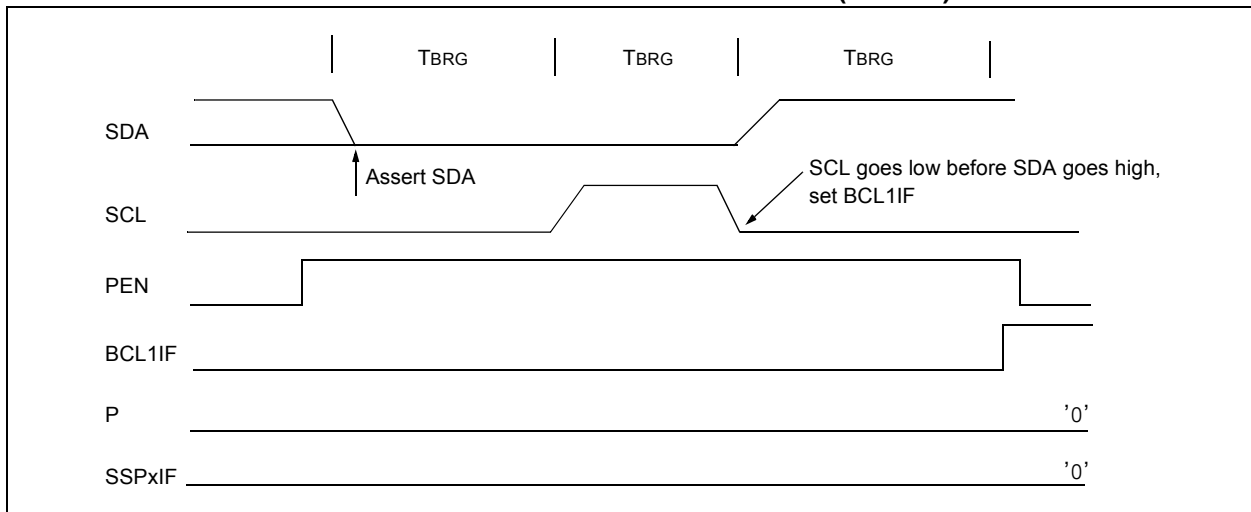 TBRG TBRG TBRG
SDA
Assert SDA
SCL goes low before SDA goes high,
set BCL1IF
SCL
PEN
BCL1IF
P '0'
SSPxIF '0'